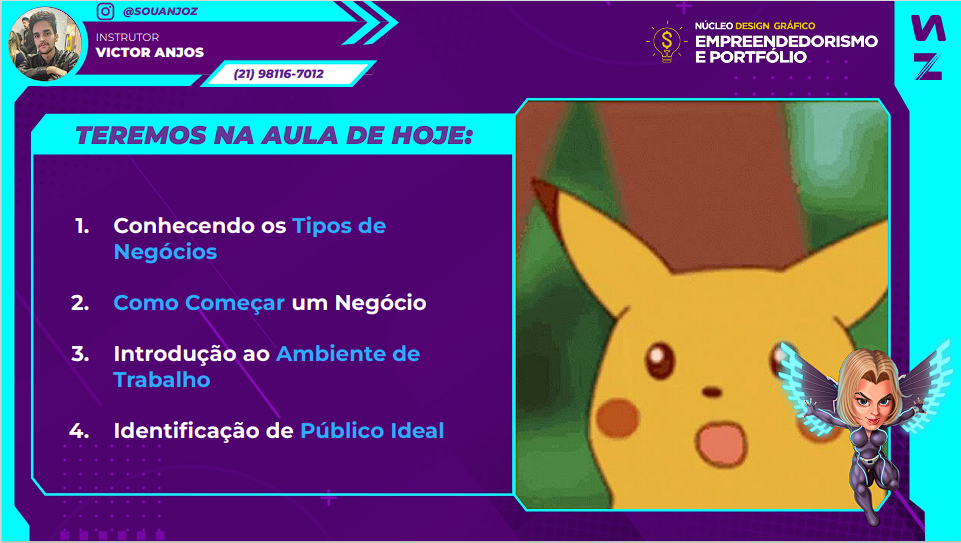 @SOUANJOZ
INSTRUTOR
VICTOR ANJOS
(21) 98116-7012
NÚCLEO DESIGN GRÁFICO
EMPREENDEDORISMO
E PORTFÓLIO
TEREMOS NA AULA DE HOJE:
1. Conhecendo os Tipos de
Negócios
2. Como Começar um Negócio
3. Introdução ao Ambiente de
Trabalho
4. Identificação de Público Ideal